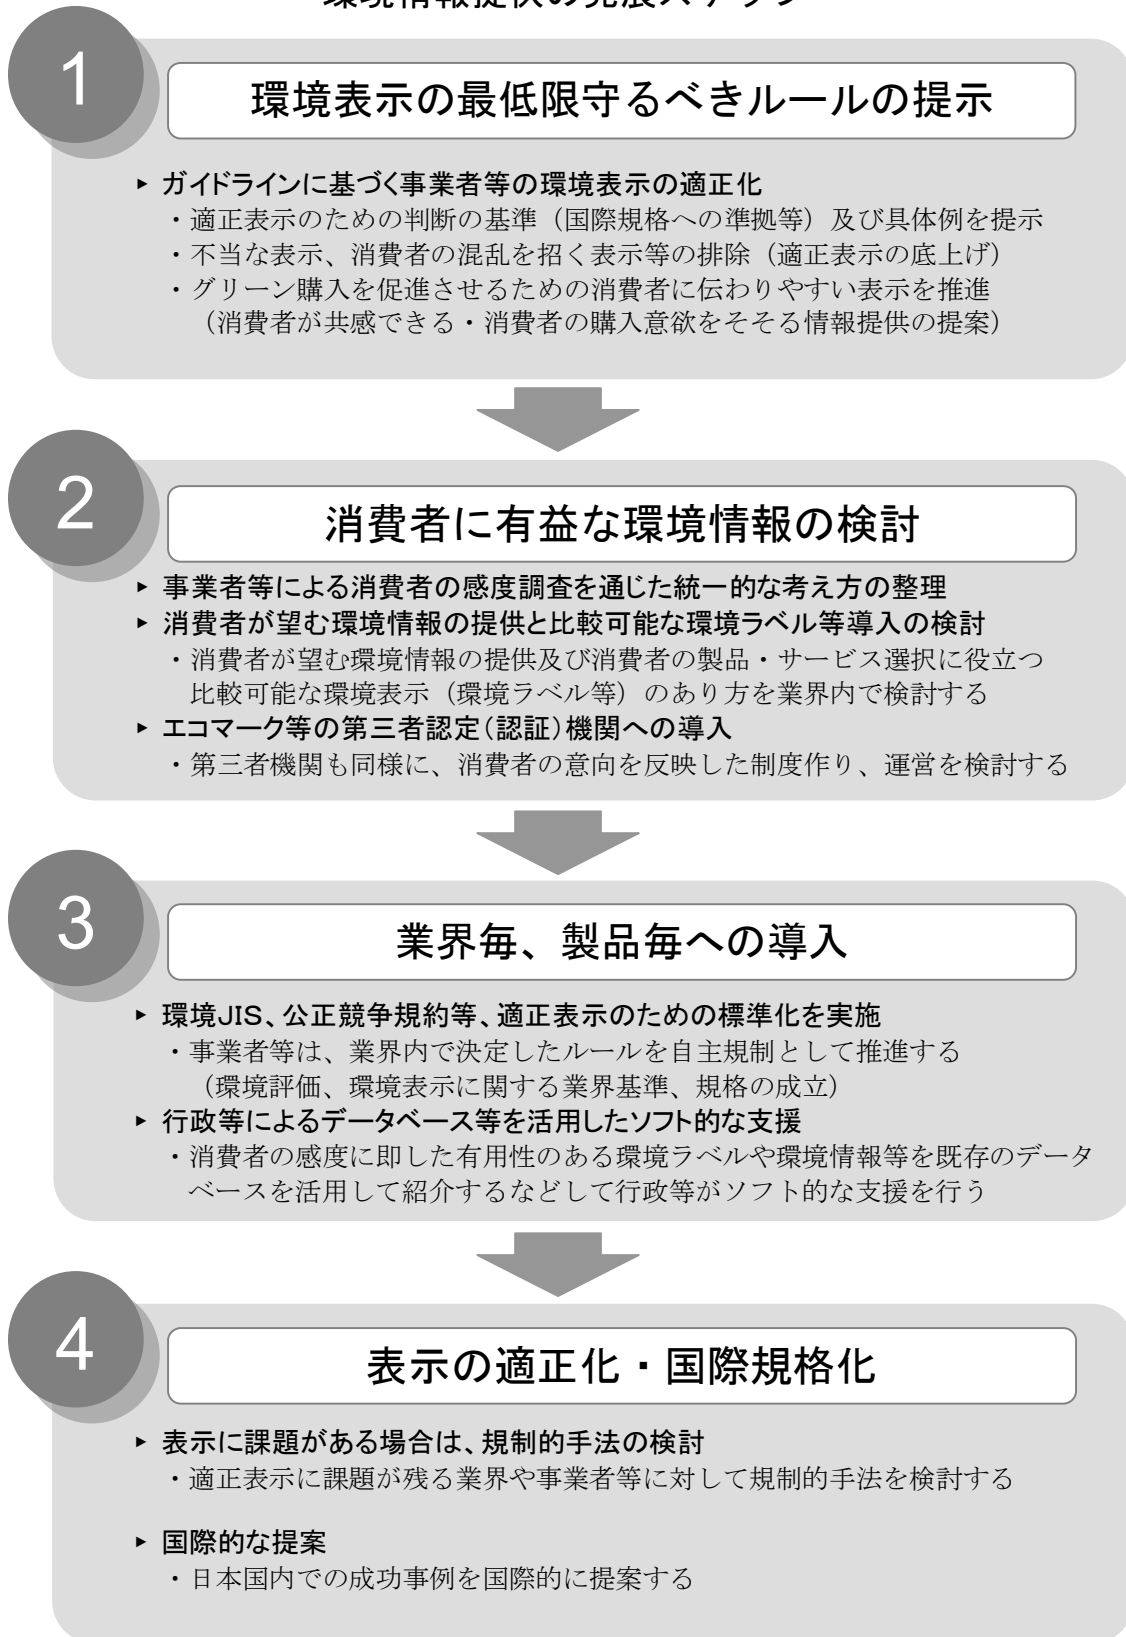 環境情報提供の発展ステップ
1
環境表示の最低限守るべきルールの提示
▶ ガイドラインに基づく事業者等の環境表示の適正化
・適正表示のための判断の基準（国際規格への準拠等）及び具体例を提示
・不当な表示、消費者の混乱を招く表示等の排除（適正表示の底上げ）
・グリーン購入を促進させるための消費者に伝わりやすい表示を推進
（消費者が共感できる・消費者の購入意欲をそそる情報提供の提案）
2
消費者に有益な環境情報の検討
▶ 事業者等による消費者の感度調査を通じた統一的な考え方の整理
▶ 消費者が望む環境情報の提供と比較可能な環境ラベル等導入の検討
・消費者が望む環境情報の提供及び消費者の製品・サービス選択に役立つ
比較可能な環境表示（環境ラベル等）のあり方を業界内で検討する
▶ エコマーク等の第三者認定（認証）機関への導入
・第三者機関も同様に、消費者の意向を反映した制度作り、運営を検討する
3
業界毎、製品毎への導入
▶ 環境JIS、公正競争規約等、適正表示のための標準化を実施
・事業者等は、業界内で決定したルールを自主規制として推進する
（環境評価、環境表示に関する業界基準、規格の成立）
▶ 行政等によるデータベース等を活用したソフト的な支援
・消費者の感度に即した有用性のある環境ラベルや環境情報等を既存のデータ
ベースを活用して紹介するなどして行政等がソフト的な支援を行う
4
表示の適正化・国際規格化
▶ 表示に課題がある場合は、規制的手法の検討
・適正表示に課題が残る業界や事業者等に対して規制的手法を検討する
▶ 国際的な提案
・日本国内での成功事例を国際的に提案する